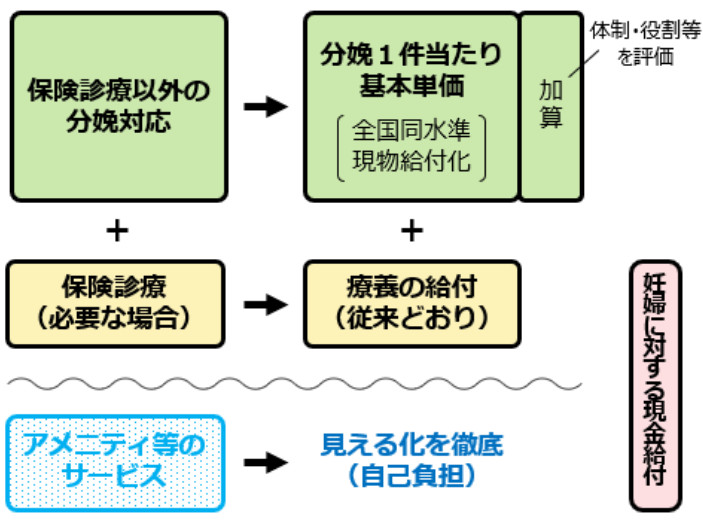 保険診療以外の
分娩対応
➡
分娩１件当たり
基本単価
全国同水準
現物給付化
加算
体制・役割等
を評価
+
+
保険診療
（必要な場合）
➡
療養の給付
（従来どおり）
アメニティ等の
サービス
➡
見える化を徹底
（自己負担）
妊婦に対する現金給付